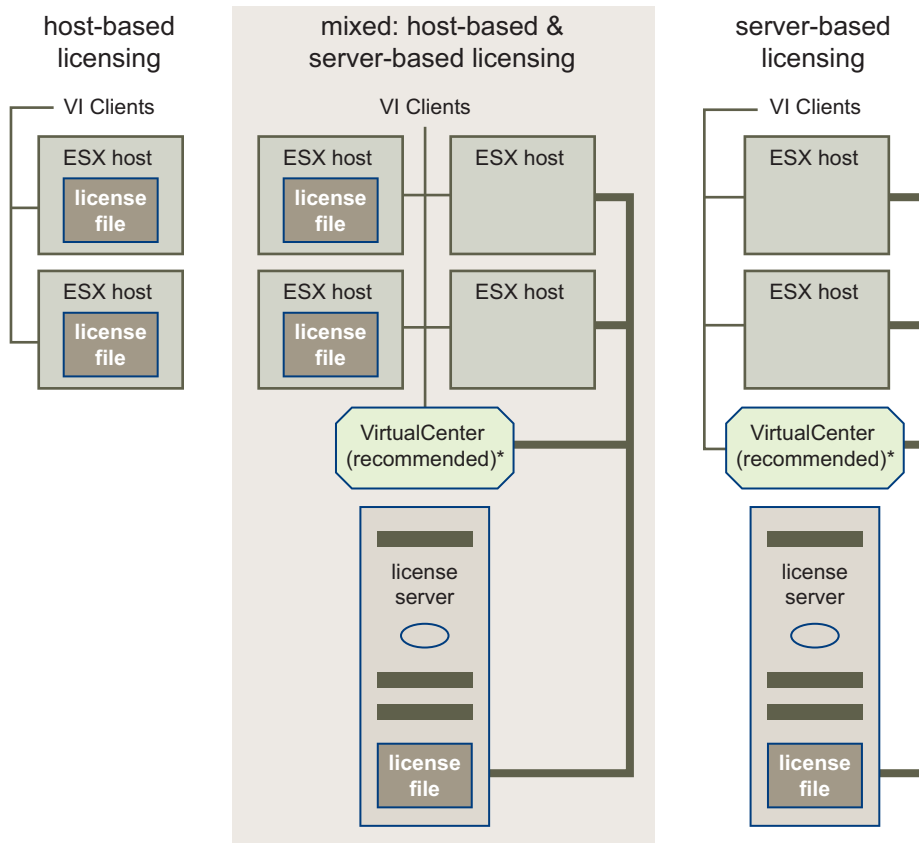 host-based
licensing
VI Clients
ESX host
license
file
ESX host
license
file
mixed: host-based &
server-based licensing
VI Clients
ESX host
license
file
ESX host
ESX host
license
file
ESX host
VirtualCenter
(recommended)*
license
server
license
file
server-based
licensing
VI Clients
ESX host
ESX host
VirtualCenter
(recommended)*
license
server
license
file